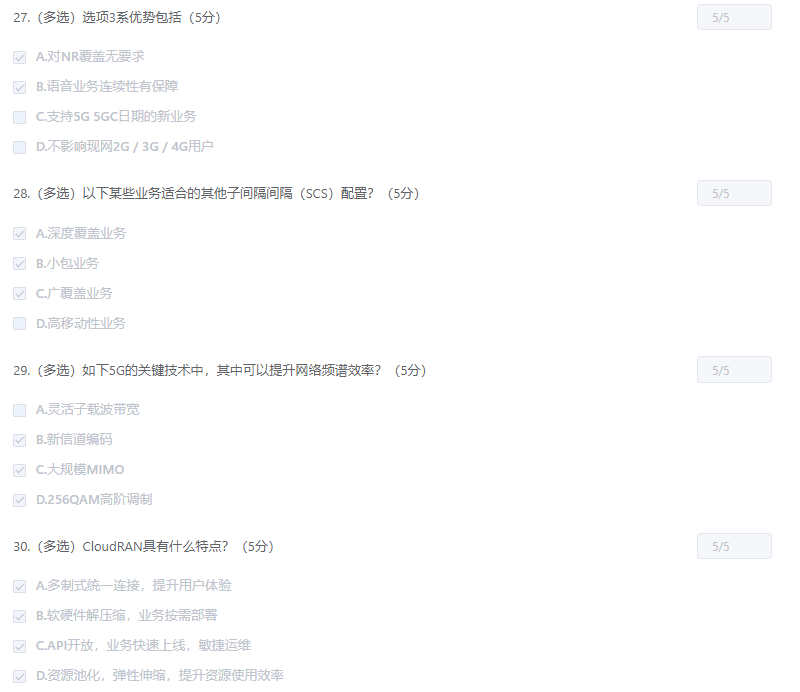 27.（多选）选项3系优势包括（5分）
5/5
A.对NR覆盖无要求
B.语音业务连续性有保障
C.支持5G 5GC日期的新业务
D.不影响现网2G / 3G / 4G用户
28.（多选）以下某些业务适合的其他子间隔间隔（SCS）配置？（5分）
5/5
A.深度覆盖业务
B.小包业务
C.广覆盖业务
D.高移动性业务
29.（多选）如下5G的关键技术中，其中可以提升网络频谱效率？（5分）
5/5
A.灵活子载波带宽
B.新信道编码
C.大规模MIMO
D.256QAM高阶调制
30.（多选）CloudRAN具有什么特点？（5分）
5/5
A.多制式统一连接，提升用户体验
B.软硬件解压缩，业务按需部署
C.API开放，业务快速上线，敏捷运维
D.资源池化，弹性伸缩，提升资源使用效率